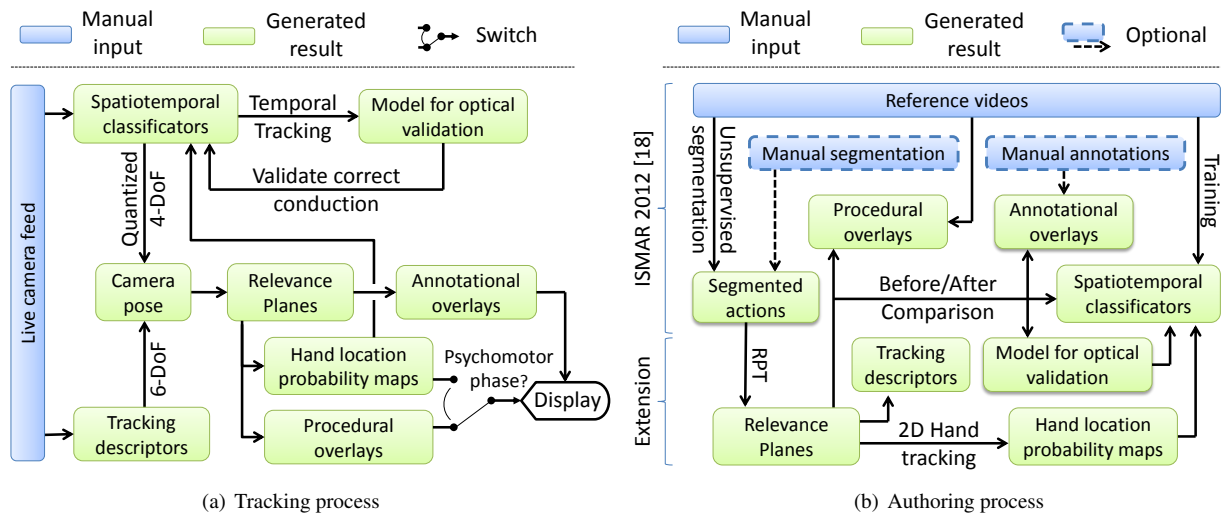 Manual
input
Generated
result
Switch
Live camera feed
Spatiotemporal
classificators
Temporal
Tracking
Model for optical
validation
Validate correct
conduction
Quantized
4-DoF
Camera
pose
Relevance
Planes
Annotational
overlays
6-DoF
Hand location
probability maps
Psychomotor
phase?
Display
Tracking
descriptors
Procedural
overlays
(a) Tracking process
Manual
input
Generated
result
Optional
ISMAR 2012 [18]
Extension
Reference videos
Unsupervised
segmentation
Manual segmentation
Manual annotations
Training
Procedural
overlays
Annotational
overlays
Segmented
actions
Before/After
Comparison
Spatiotemporal
classificators
RPT
Tracking
descriptors
Model for optical
validation
Relevance
Planes
2D Hand
tracking
Hand location
probability maps
(b) Authoring process